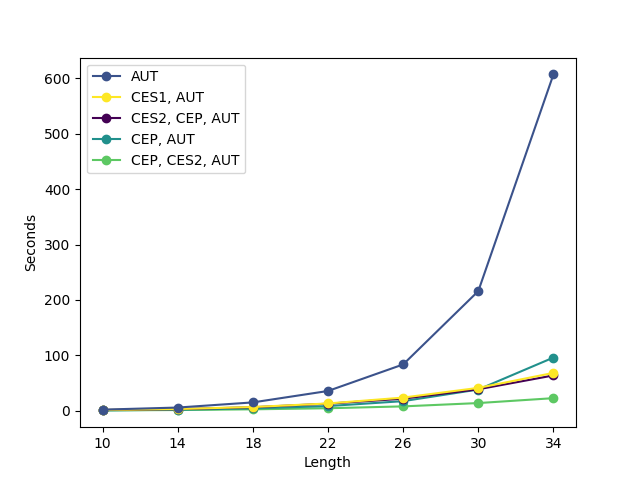 AUT
CES1, AUT
CES2, CEP, AUT
CEP, AUT
CEP, CES2, AUT
600
500
400
300
200
100
0
Seconds
10 14 18 22 26 30 34
Length